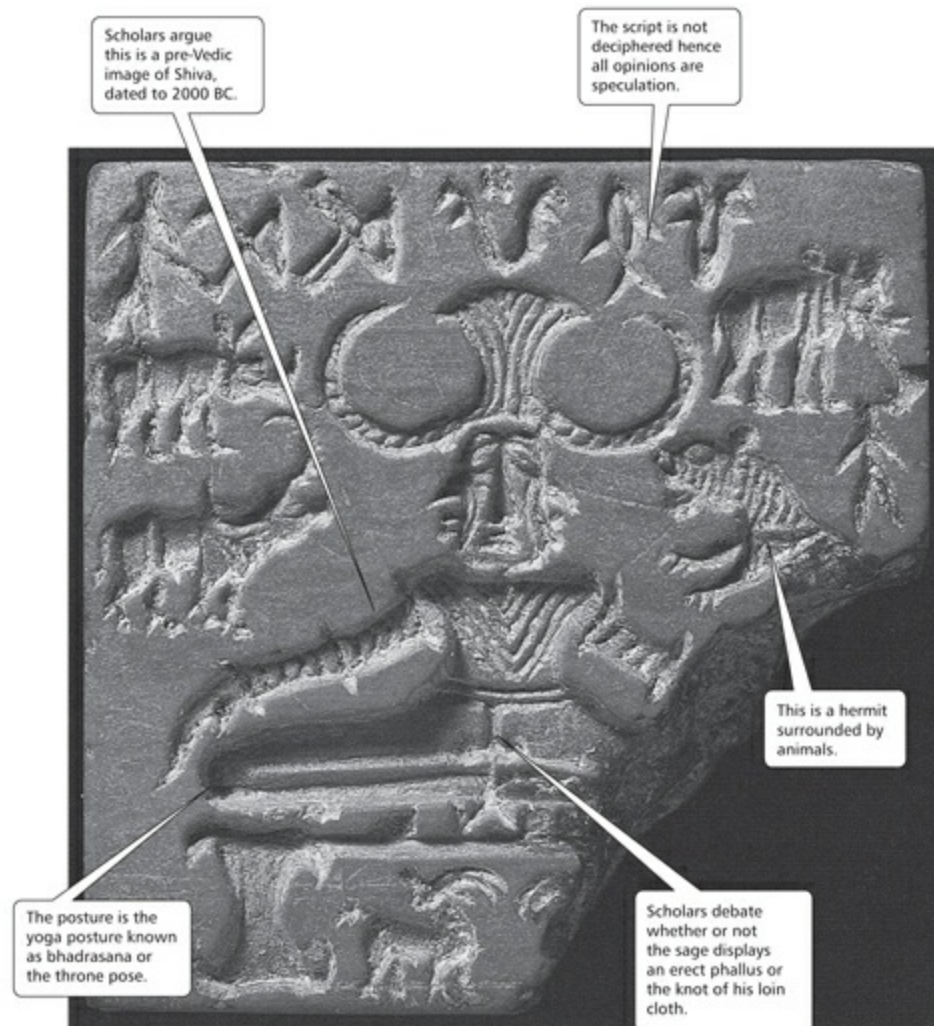 Scholars argue
this is a pre-Vedic
image of Shiva,
dated to 2000 BC.
The script is not
deciphered hence
all opinions are
speculation.
This is a hermit
surrounded by
animals.
The posture is the
yoga posture known
as bhadrasana or
the throne pose.
Scholars debate
whether or not
the sage displays
an erect phallus or
the knot of his loin
cloth.